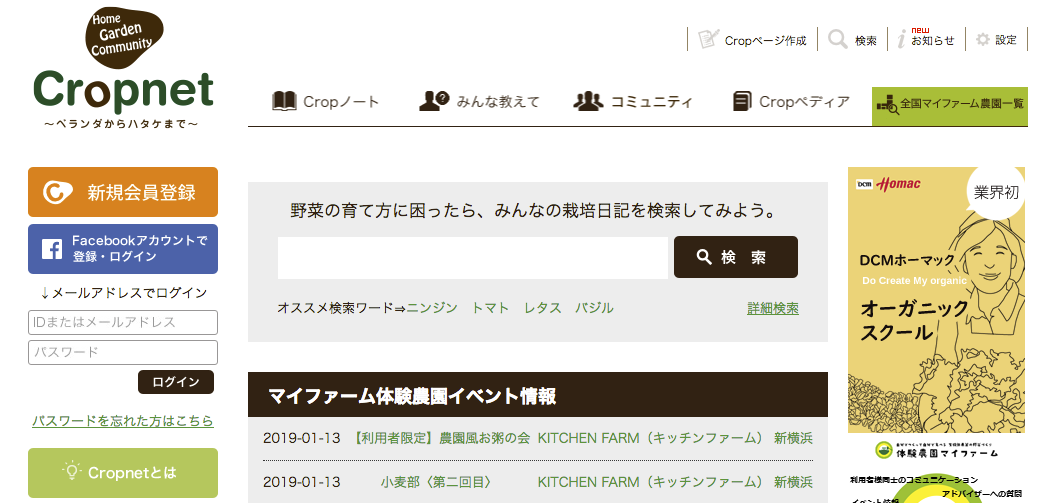 Home
Garden
Community
Cropnet
〜ベランダからハタケまで〜
Cropページ作成
検索
new
お知らせ
設定
Cropノート
みんな教えて
コミュニティ
Cropペディア
全国マイファーム農園一覧
新規会員登録
Facebookアカウントで
登録・ログイン
↓メールアドレスでログイン
IDまたはメールアドレス
パスワード
ログイン
パスワードを忘れた方はこちら
Cropnetとは
野菜の育て方に困ったら、みんなの栽培日記を検索してみよう。
検 索
オススメ検索ワード⇒ニンジン トマト レタス バジル
詳細検索
マイファーム体験農園イベント情報
2019-01-13 【利用者限定】農園風お粥の会 KITCHEN FARM（キッチンファーム） 新横浜
2019-01-13 小麦部〈第二回目〉 KITCHEN FARM（キッチンファーム） 新横浜
DCM Homac
業界初
DCMホーマック
Do Create My organic
オーガニック
スクール
体験農園マイファーム
利用者様同士のコミュニケーション
アドバイザーへの質問
イベント情報